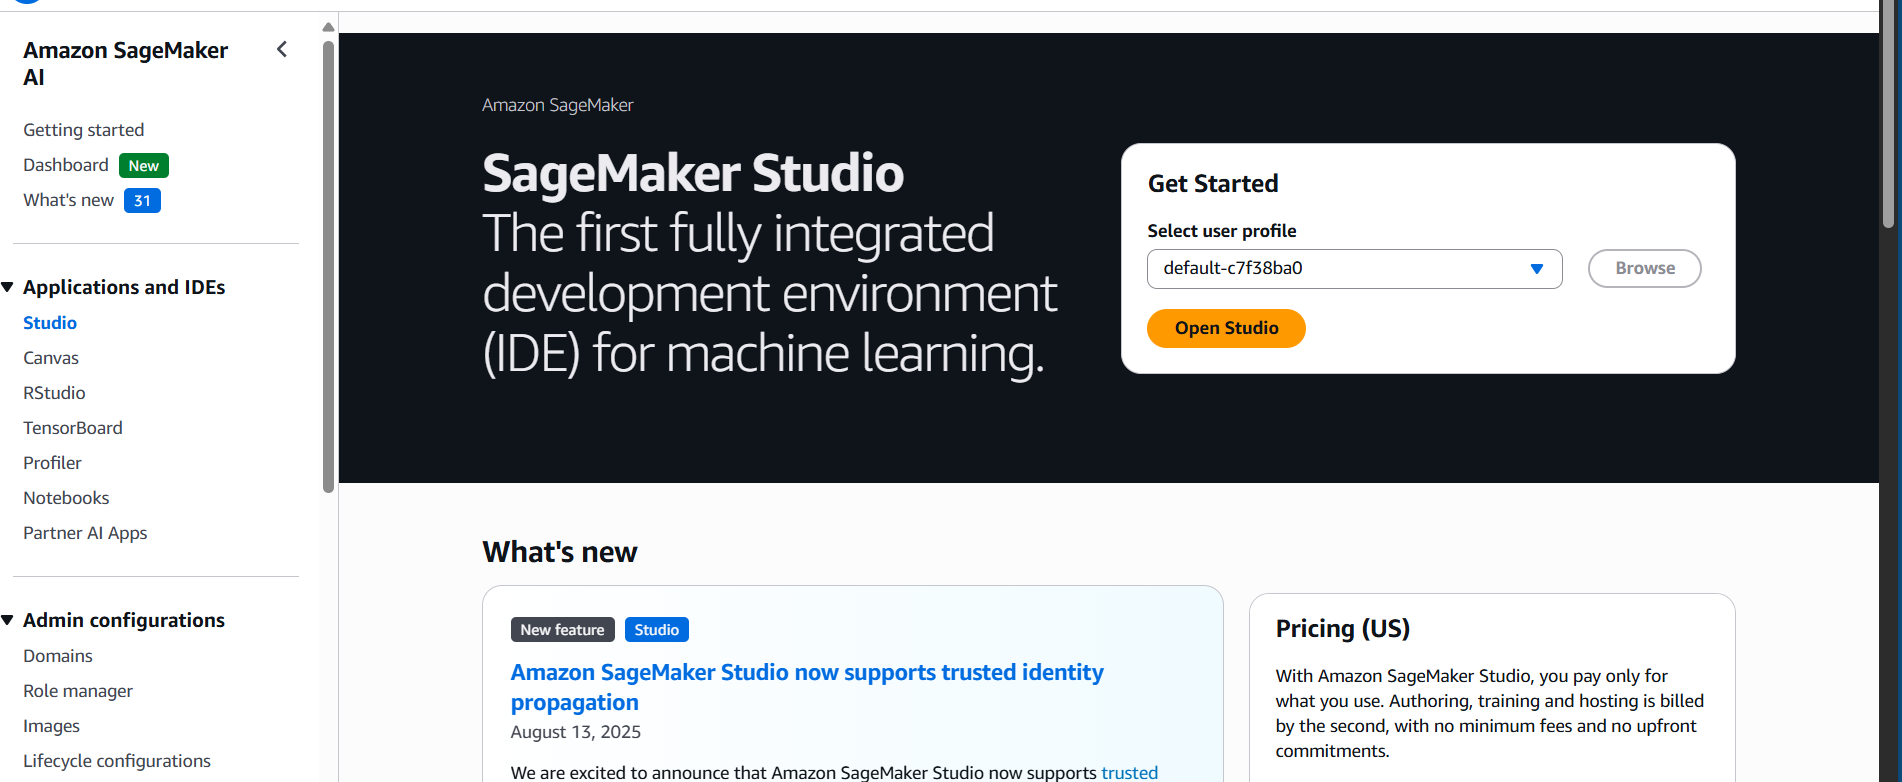 Amazon SageMaker
AI
Getting started
Dashboard New
What's new 31
Applications and IDEs
Studio
Canvas
RStudio
TensorBoard
Profiler
Notebooks
Partner AI Apps
Admin configurations
Domains
Role manager
Images
Lifecycle configurations
Amazon SageMaker
SageMaker Studio
The first fully integrated
development environment
(IDE) for machine learning.
Get Started
Select user profile
default-c7f38ba0
Browse
Open Studio
What's new
New feature Studio
Amazon SageMaker Studio now supports trusted identity
propagation
August 13, 2025
We are excited to announce that Amazon SageMaker Studio now supports trusted
Pricing (US)
With Amazon SageMaker Studio, you pay only for
what you use. Authoring, training and hosting is billed
by the second, with no minimum fees and no upfront
commitments.